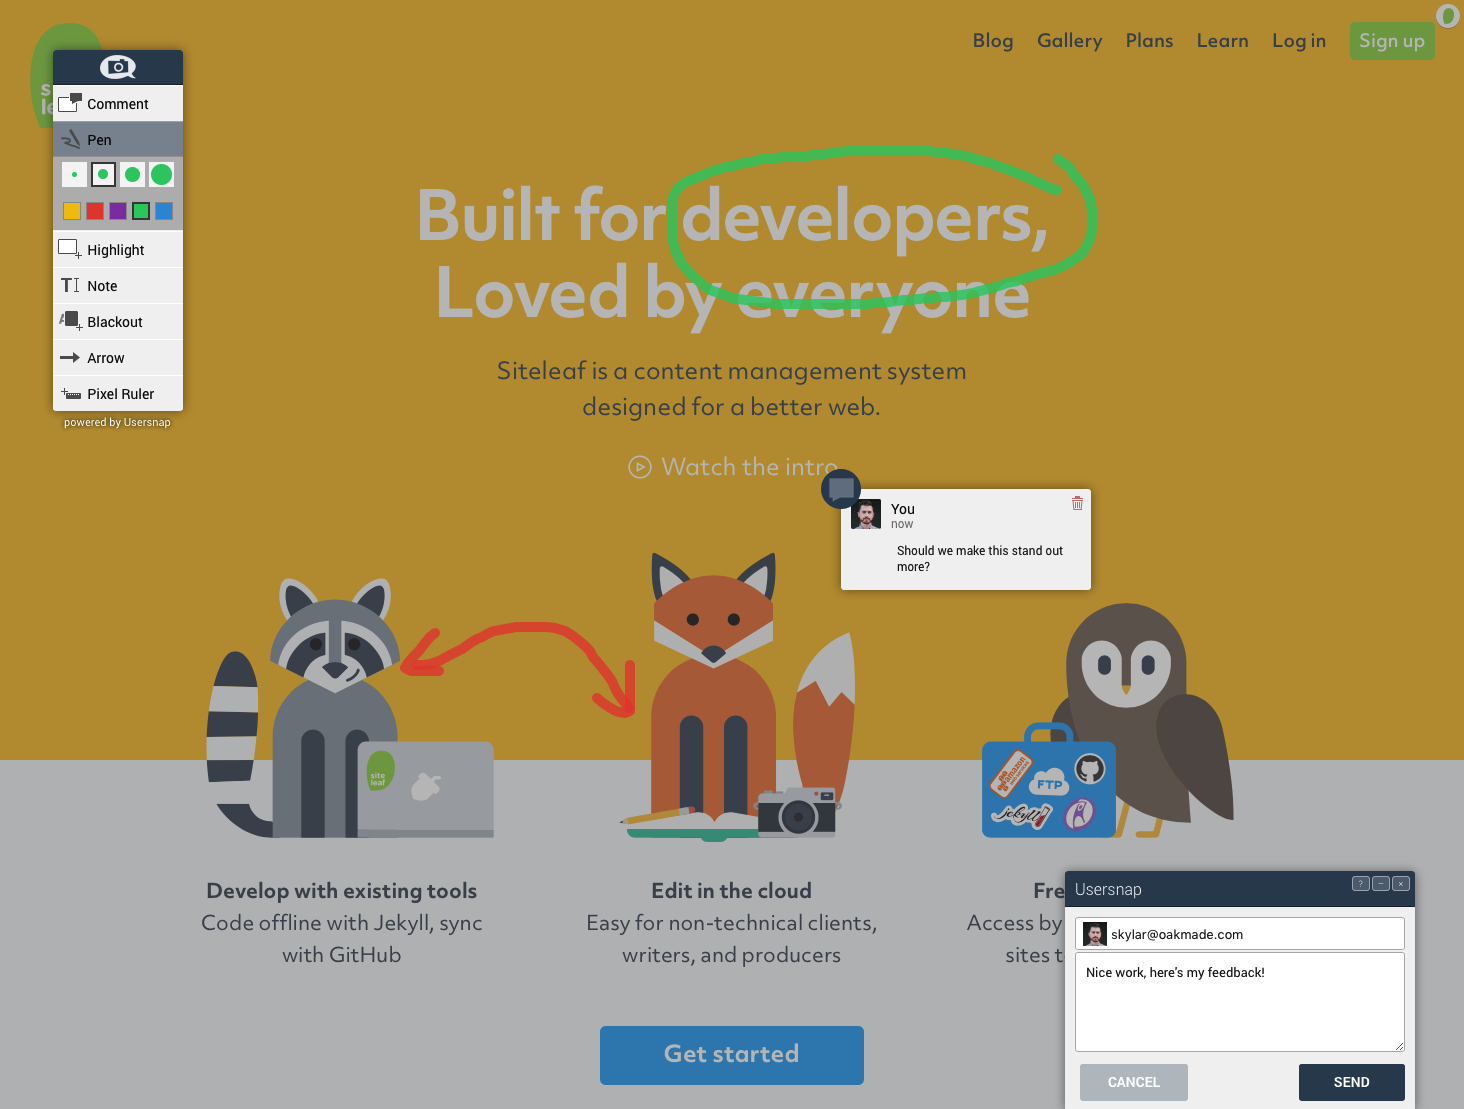 Blog Gallery Plans Learn Log in Sign up
Comment
Pen
Highlight
Note
Blackout
Arrow
Pixel Ruler
powered by Usersnap
Built for developers,
Loved by everyone
Siteleaf is a content management system
designed for a better web.
Watch the intro
You
now
Should we make this stand out
more?
site
leaf
amazon
FTP
jekyll
Develop with existing tools
Code offline with Jekyll, sync
with GitHub
Edit in the cloud
Easy for non-technical clients,
writers, and producers
Fre
Access by
sites t
Get started
Usersnap
? – ×
skylar@oakmade.com
Nice work, here's my feedback!
CANCEL SEND